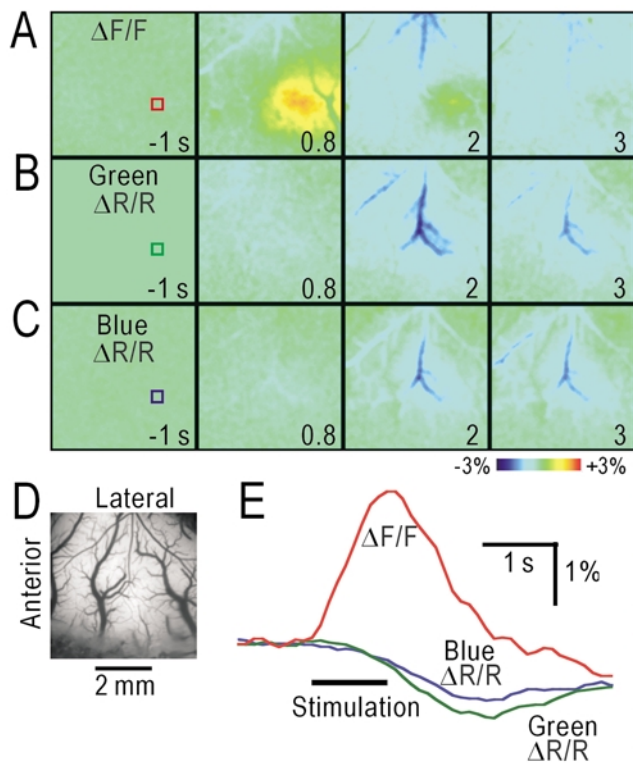 A
ΔF/F
-1 s
0.8
2
3
B
Green
ΔR/R
-1 s
0.8
2
3
C
Blue
ΔR/R
-1 s
0.8
2
3
-3% +3%
D
Lateral
Anterior
2 mm
E
ΔF/F
1 s
1%
Blue
ΔR/R
Stimulation
Green
ΔR/R